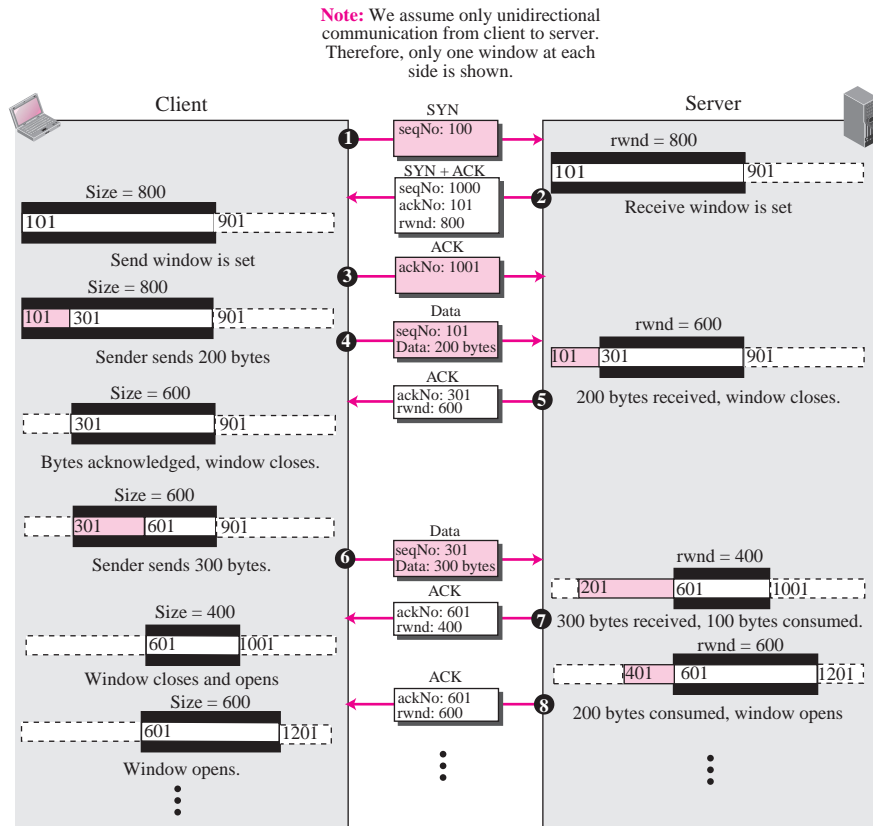 Note: We assume only unidirectional
communication from client to server.
Therefore, only one window at each
side is shown.
Client
Server
SYN
1
seqNo: 100
rwnd = 800
101
901
Receive window is set
SYN + ACK
seqNo: 1000
ackNo: 101
rwnd: 800
2
Size = 800
101
901
Send window is set
ACK
3
ackNo: 1001
Size = 800
101
301
901
Sender sends 200 bytes
Data
4
seqNo: 101
Data: 200 bytes
rwnd = 600
101
301
901
200 bytes received, window closes.
ACK
ackNo: 301
rwnd: 600
5
Size = 600
301
901
Bytes acknowledged, window closes.
Size = 600
301
601
901
Sender sends 300 bytes.
Data
6
seqNo: 301
Data: 300 bytes
rwnd = 400
201
601
1001
300 bytes received, 100 bytes consumed.
ACK
ackNo: 601
rwnd: 400
7
Size = 400
601
1001
Window closes and opens
rwnd = 600
401
601
1201
200 bytes consumed, window opens
ACK
ackNo: 601
rwnd: 600
8
Size = 600
601
1201
Window opens.